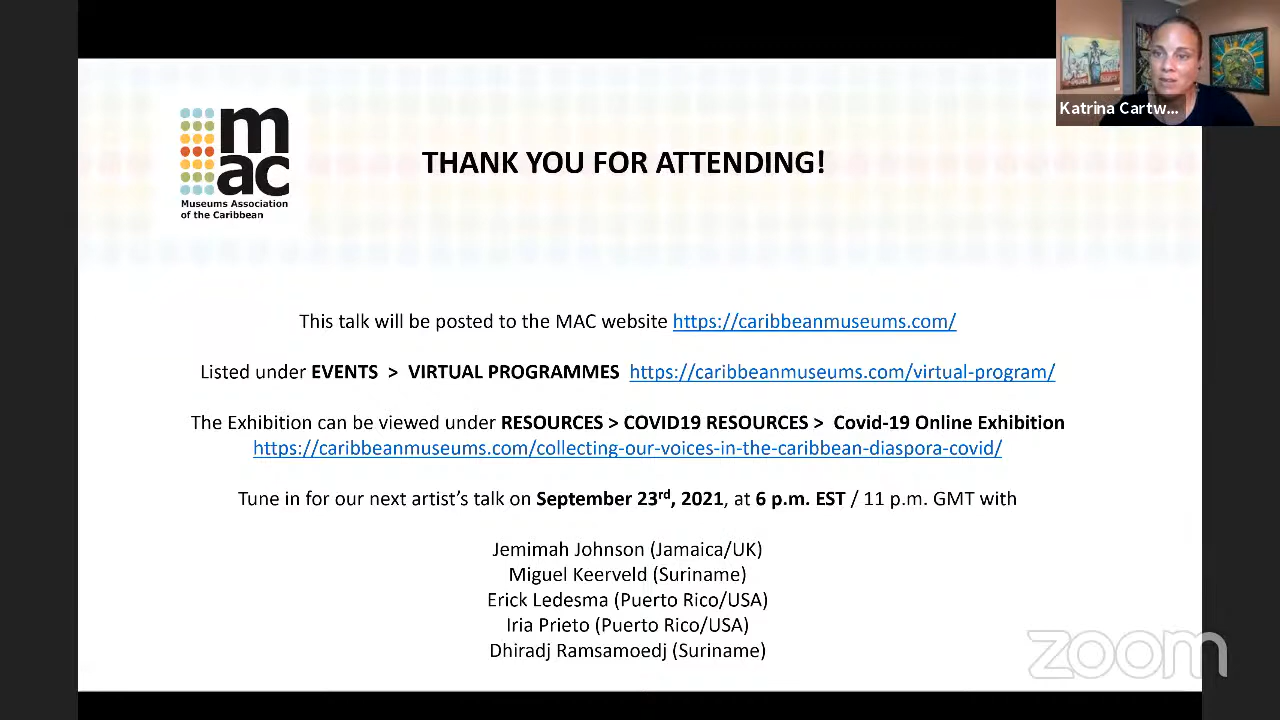 mac
Museums Association
of the Caribbean
THANK YOU FOR ATTENDING!
Katrina Cartw...
This talk will be posted to the MAC website https://caribbeanmuseums.com/
Listed under EVENTS > VIRTUAL PROGRAMMES https://caribbeanmuseums.com/virtual-program/
The Exhibition can be viewed under RESOURCES > COVID19 RESOURCES > Covid-19 Online Exhibition
https://caribbeanmuseums.com/collecting-our-voices-in-the-caribbean-diaspora-covid/
Tune in for our next artist’s talk on September 23rd, 2021, at 6 p.m. EST / 11 p.m. GMT with
Jemimah Johnson (Jamaica/UK)
Miguel Keerveld (Suriname)
Erick Ledesma (Puerto Rico/USA)
Iria Prieto (Puerto Rico/USA)
Dhiradj Ramsamoedj (Suriname)
zoom